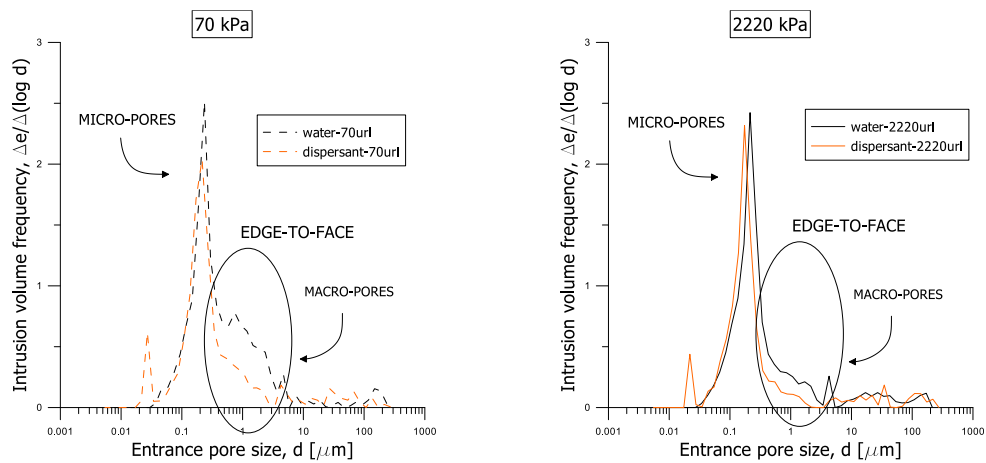 70 kPa
3
2
1
0
Intrusion volume frequency, Δe/Δ(log d)
MICRO-PORES
water-70url
dispersant-70url
EDGE-TO-FACE
MACRO-PORES
0.001 0.01 0.1 1 10 100 1000
Entrance pore size, d [μm]
2220 kPa
3
2
1
0
Intrusion volume frequency, Δe/Δ(log d)
MICRO-PORES
water-2220url
dispersant-2220url
EDGE-TO-FACE
MACRO-PORES
0.001 0.01 0.1 1 10 100 1000
Entrance pore size, d [μm]